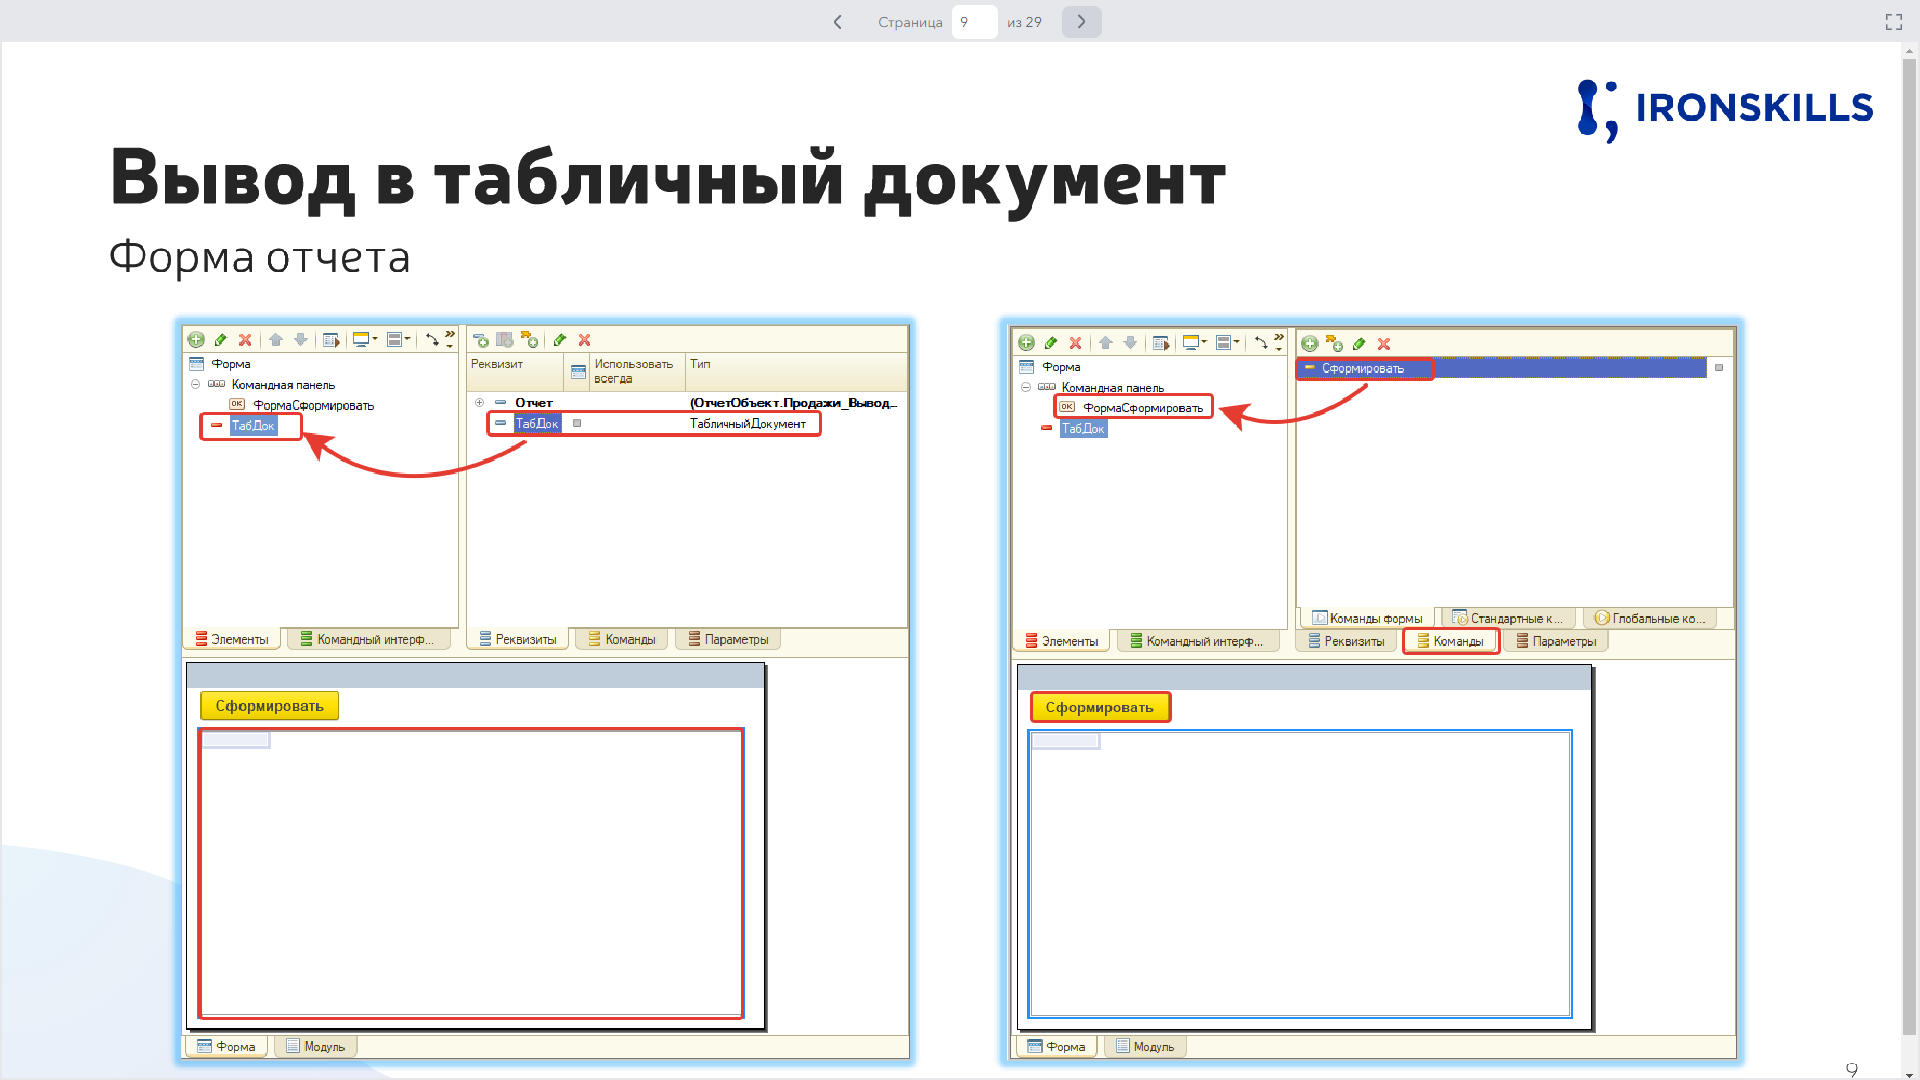 Страница 9 из 29
IRONSKILLS
Вывод в табличный документ
Форма отчета
Форма
Командная панель
OK ФормаСформировать
ТабДок
Реквизит Использовать всегда Тип
Отчет (ОтчетОбъект.Продажи_Вывод...
ТабДок ТабличныйДокумент
Элементы Командный интерф... Реквизиты Команды Параметры
Сформировать
Форма Модуль
Форма
Командная панель
OK ФормаСформировать
ТабДок
Сформировать
Команды формы Стандартные к... Глобальные ко...
Элементы Командный интерф... Реквизиты Команды Параметры
Сформировать
Форма Модуль
9